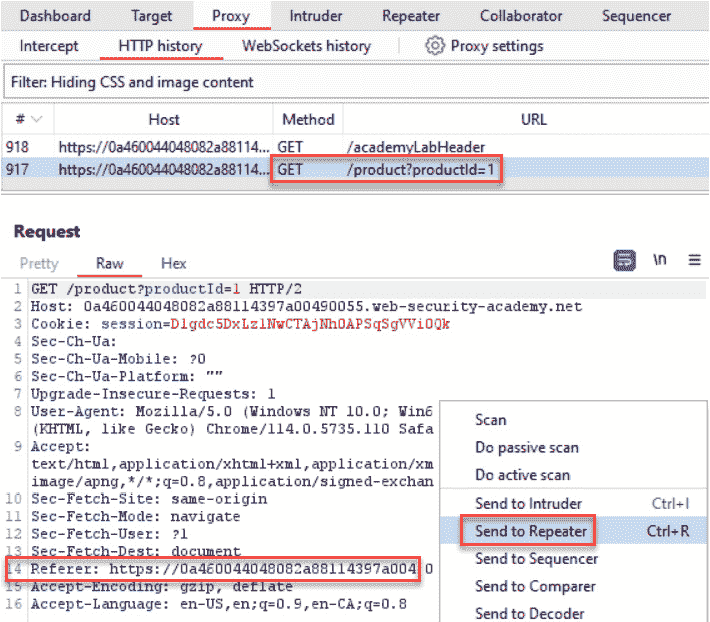 Dashboard Target Proxy Intruder Repeater Collaborator Sequencer
Intercept HTTP history WebSockets history Proxy settings
Filter: Hiding CSS and image content
# Host Method URL
918 https://0a460044048082a88114... GET /academyLabHeader
917 https://0a460044048082a88114... GET /product?productId=1
Request
Pretty Raw Hex \n
1 GET /product?productId=1 HTTP/2
2 Host: 0a460044048082a88114397a00490055.web-security-academy.net
3 Cookie: session=D1gdc5DxLzlNwCTAjNhOAPSqSgVViOQk
4 Sec-Ch-Ua:
5 Sec-Ch-Ua-Mobile: ?0
6 Sec-Ch-Ua-Platform: ""
7 Upgrade-Insecure-Requests: 1
8 User-Agent: Mozilla/5.0 (Windows NT 10.0; Win6
(KHTML, like Gecko) Chrome/114.0.5735.110 Safa
9 Accept:
text/html,application/xhtml+xml,application/xm
image/apng,*/*;q=0.8,application/signed-exchan
10 Sec-Fetch-Site: same-origin
11 Sec-Fetch-Mode: navigate
12 Sec-Fetch-User: ?1
13 Sec-Fetch-Dest: document
14 Referer: https://0a460044048082a88114397a004 0
15 Accept-Encoding: gzip, deflate
16 Accept-Language: en-US,en;q=0.9,en-CA;q=0.8
Scan
Do passive scan
Do active scan
Send to Intruder Ctrl+I
Send to Repeater Ctrl+R
Send to Sequencer
Send to Comparer
Send to Decoder